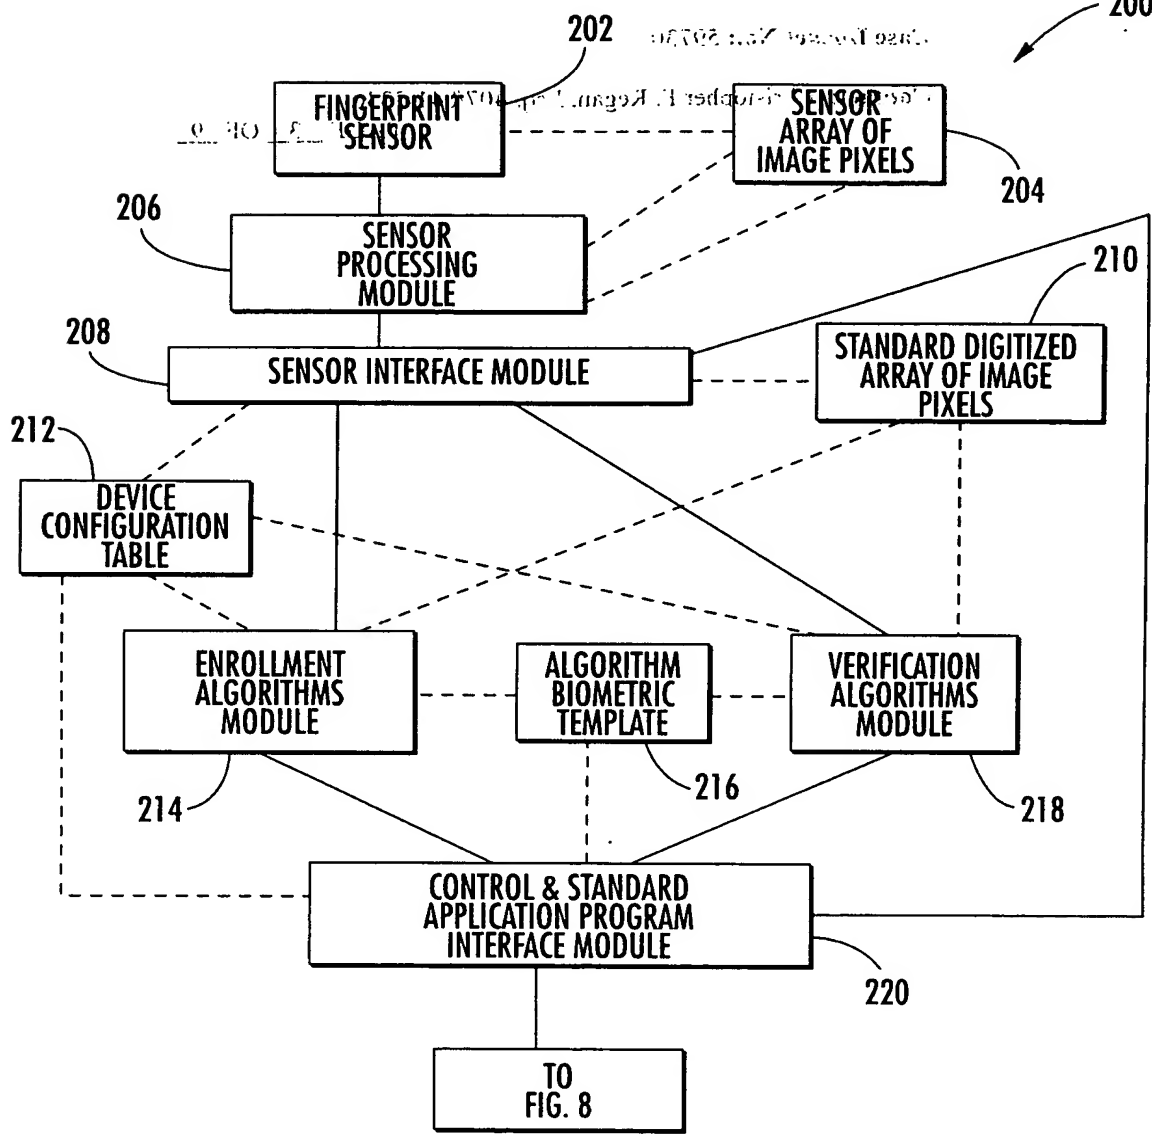 200
202
FINGERPRINT
SENSOR
SENSOR
ARRAY OF
IMAGE PIXELS
204
206
SENSOR
PROCESSING
MODULE
210
208
SENSOR INTERFACE MODULE
STANDARD DIGITIZED
ARRAY OF IMAGE
PIXELS
212
DEVICE
CONFIGURATION
TABLE
ENROLLMENT
ALGORITHMS
MODULE
ALGORITHM
BIOMETRIC
TEMPLATE
VERIFICATION
ALGORITHMS
MODULE
214
216
218
CONTROL & STANDARD
APPLICATION PROGRAM
INTERFACE MODULE
220
TO
FIG. 8